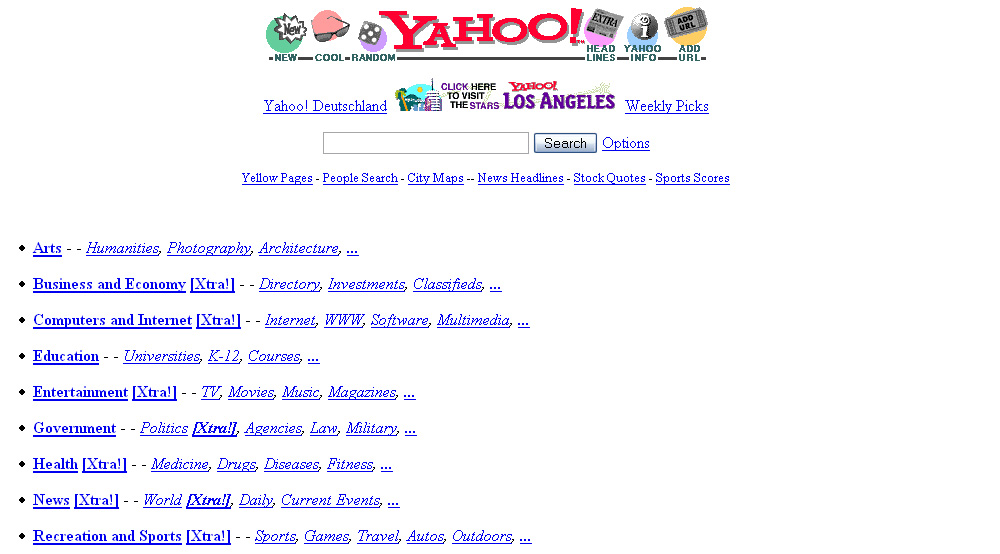 New YAHOO! EXTRA i ADD URL
NEW COOL RANDOM HEAD LINES YAHOO INFO ADD URL
Yahoo! Deutschland CLICK HERE TO VISIT THE STARS YAHOO! LOS ANGELES Weekly Picks
Search Options
Yellow Pages - People Search - City Maps -- News Headlines - Stock Quotes - Sports Scores
Arts - - Humanities, Photography, Architecture, ...
Business and Economy [Xtra!] - - Directory, Investments, Classifieds, ...
Computers and Internet [Xtra!] - - Internet, WWW, Software, Multimedia, ...
Education - - Universities, K-12, Courses, ...
Entertainment [Xtra!] - - TV, Movies, Music, Magazines, ...
Government - - Politics [Xtra!], Agencies, Law, Military, ...
Health [Xtra!] - - Medicine, Drugs, Diseases, Fitness, ...
News [Xtra!] - - World [Xtra!], Daily, Current Events, ...
Recreation and Sports [Xtra!] - - Sports, Games, Travel, Autos, Outdoors, ...